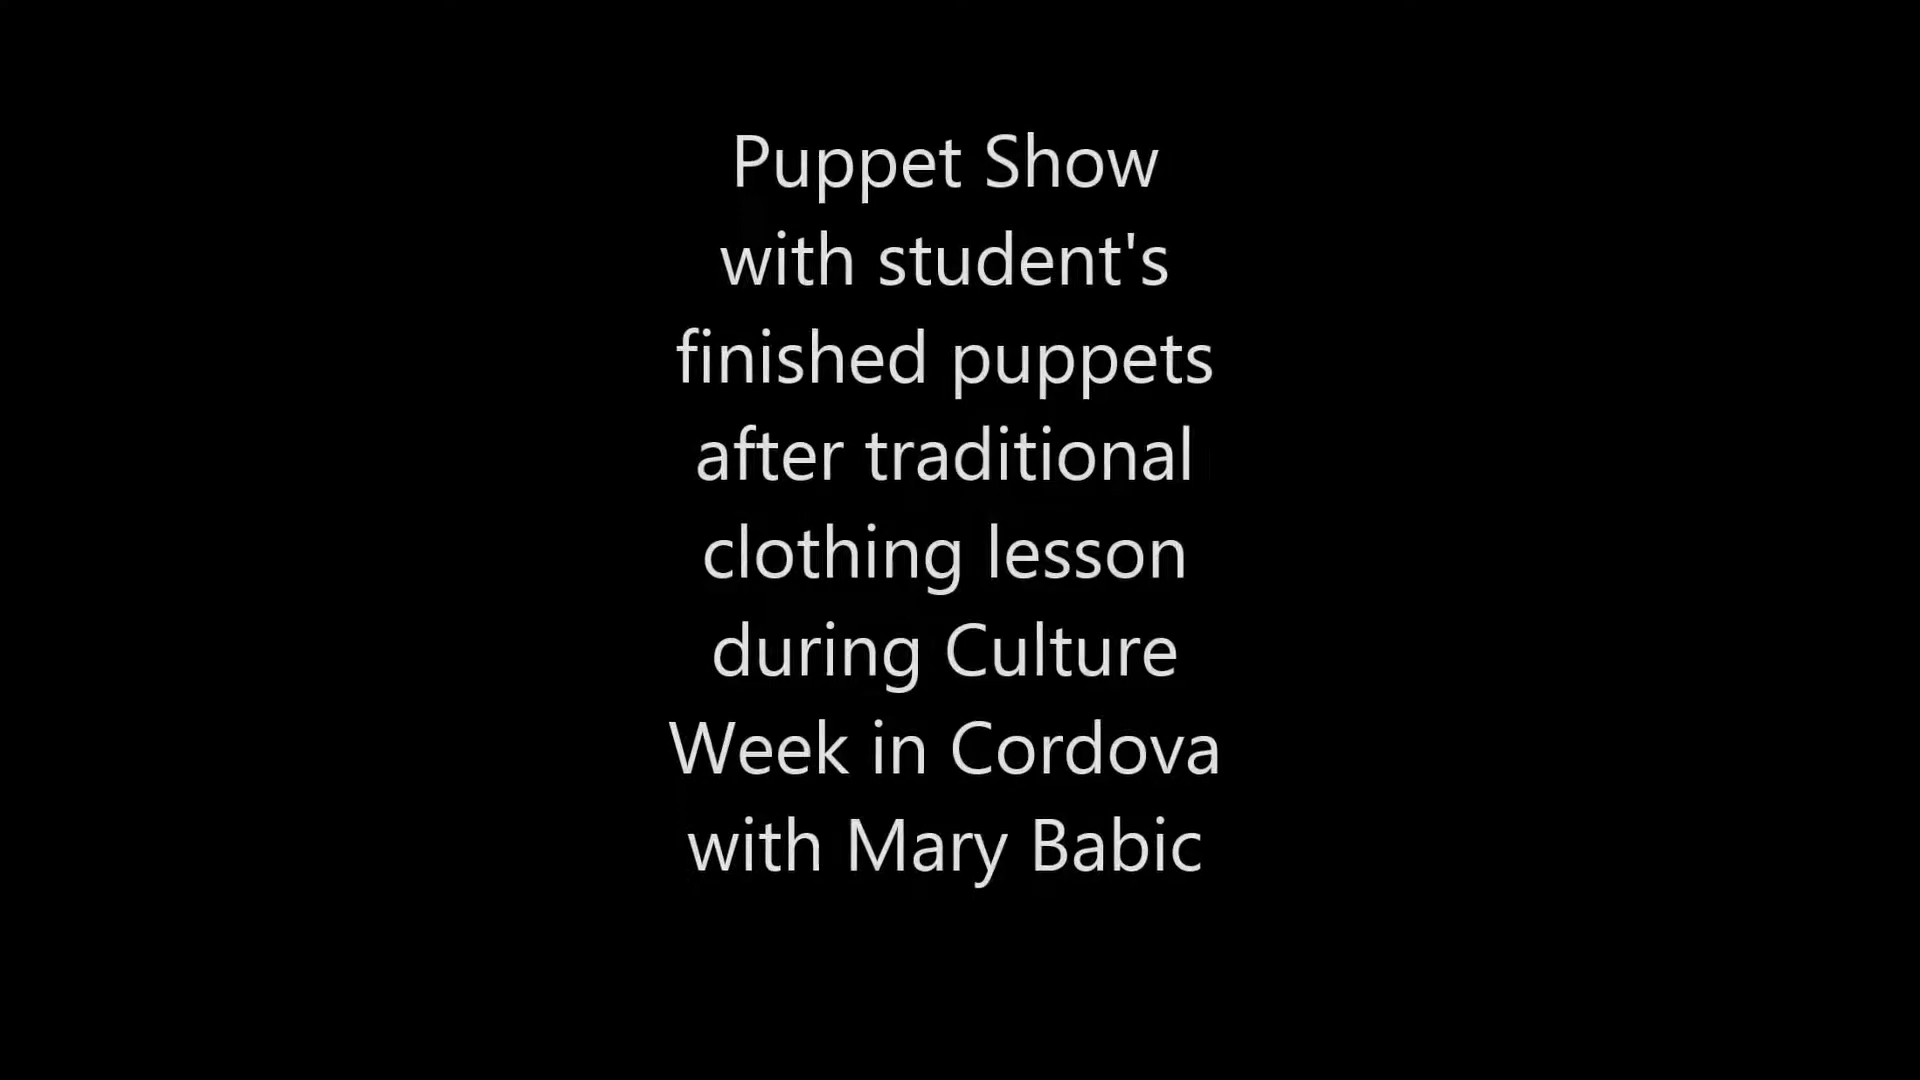 Puppet Show
with student's
finished puppets
after traditional
clothing lesson
during Culture
Week in Cordova
with Mary Babic